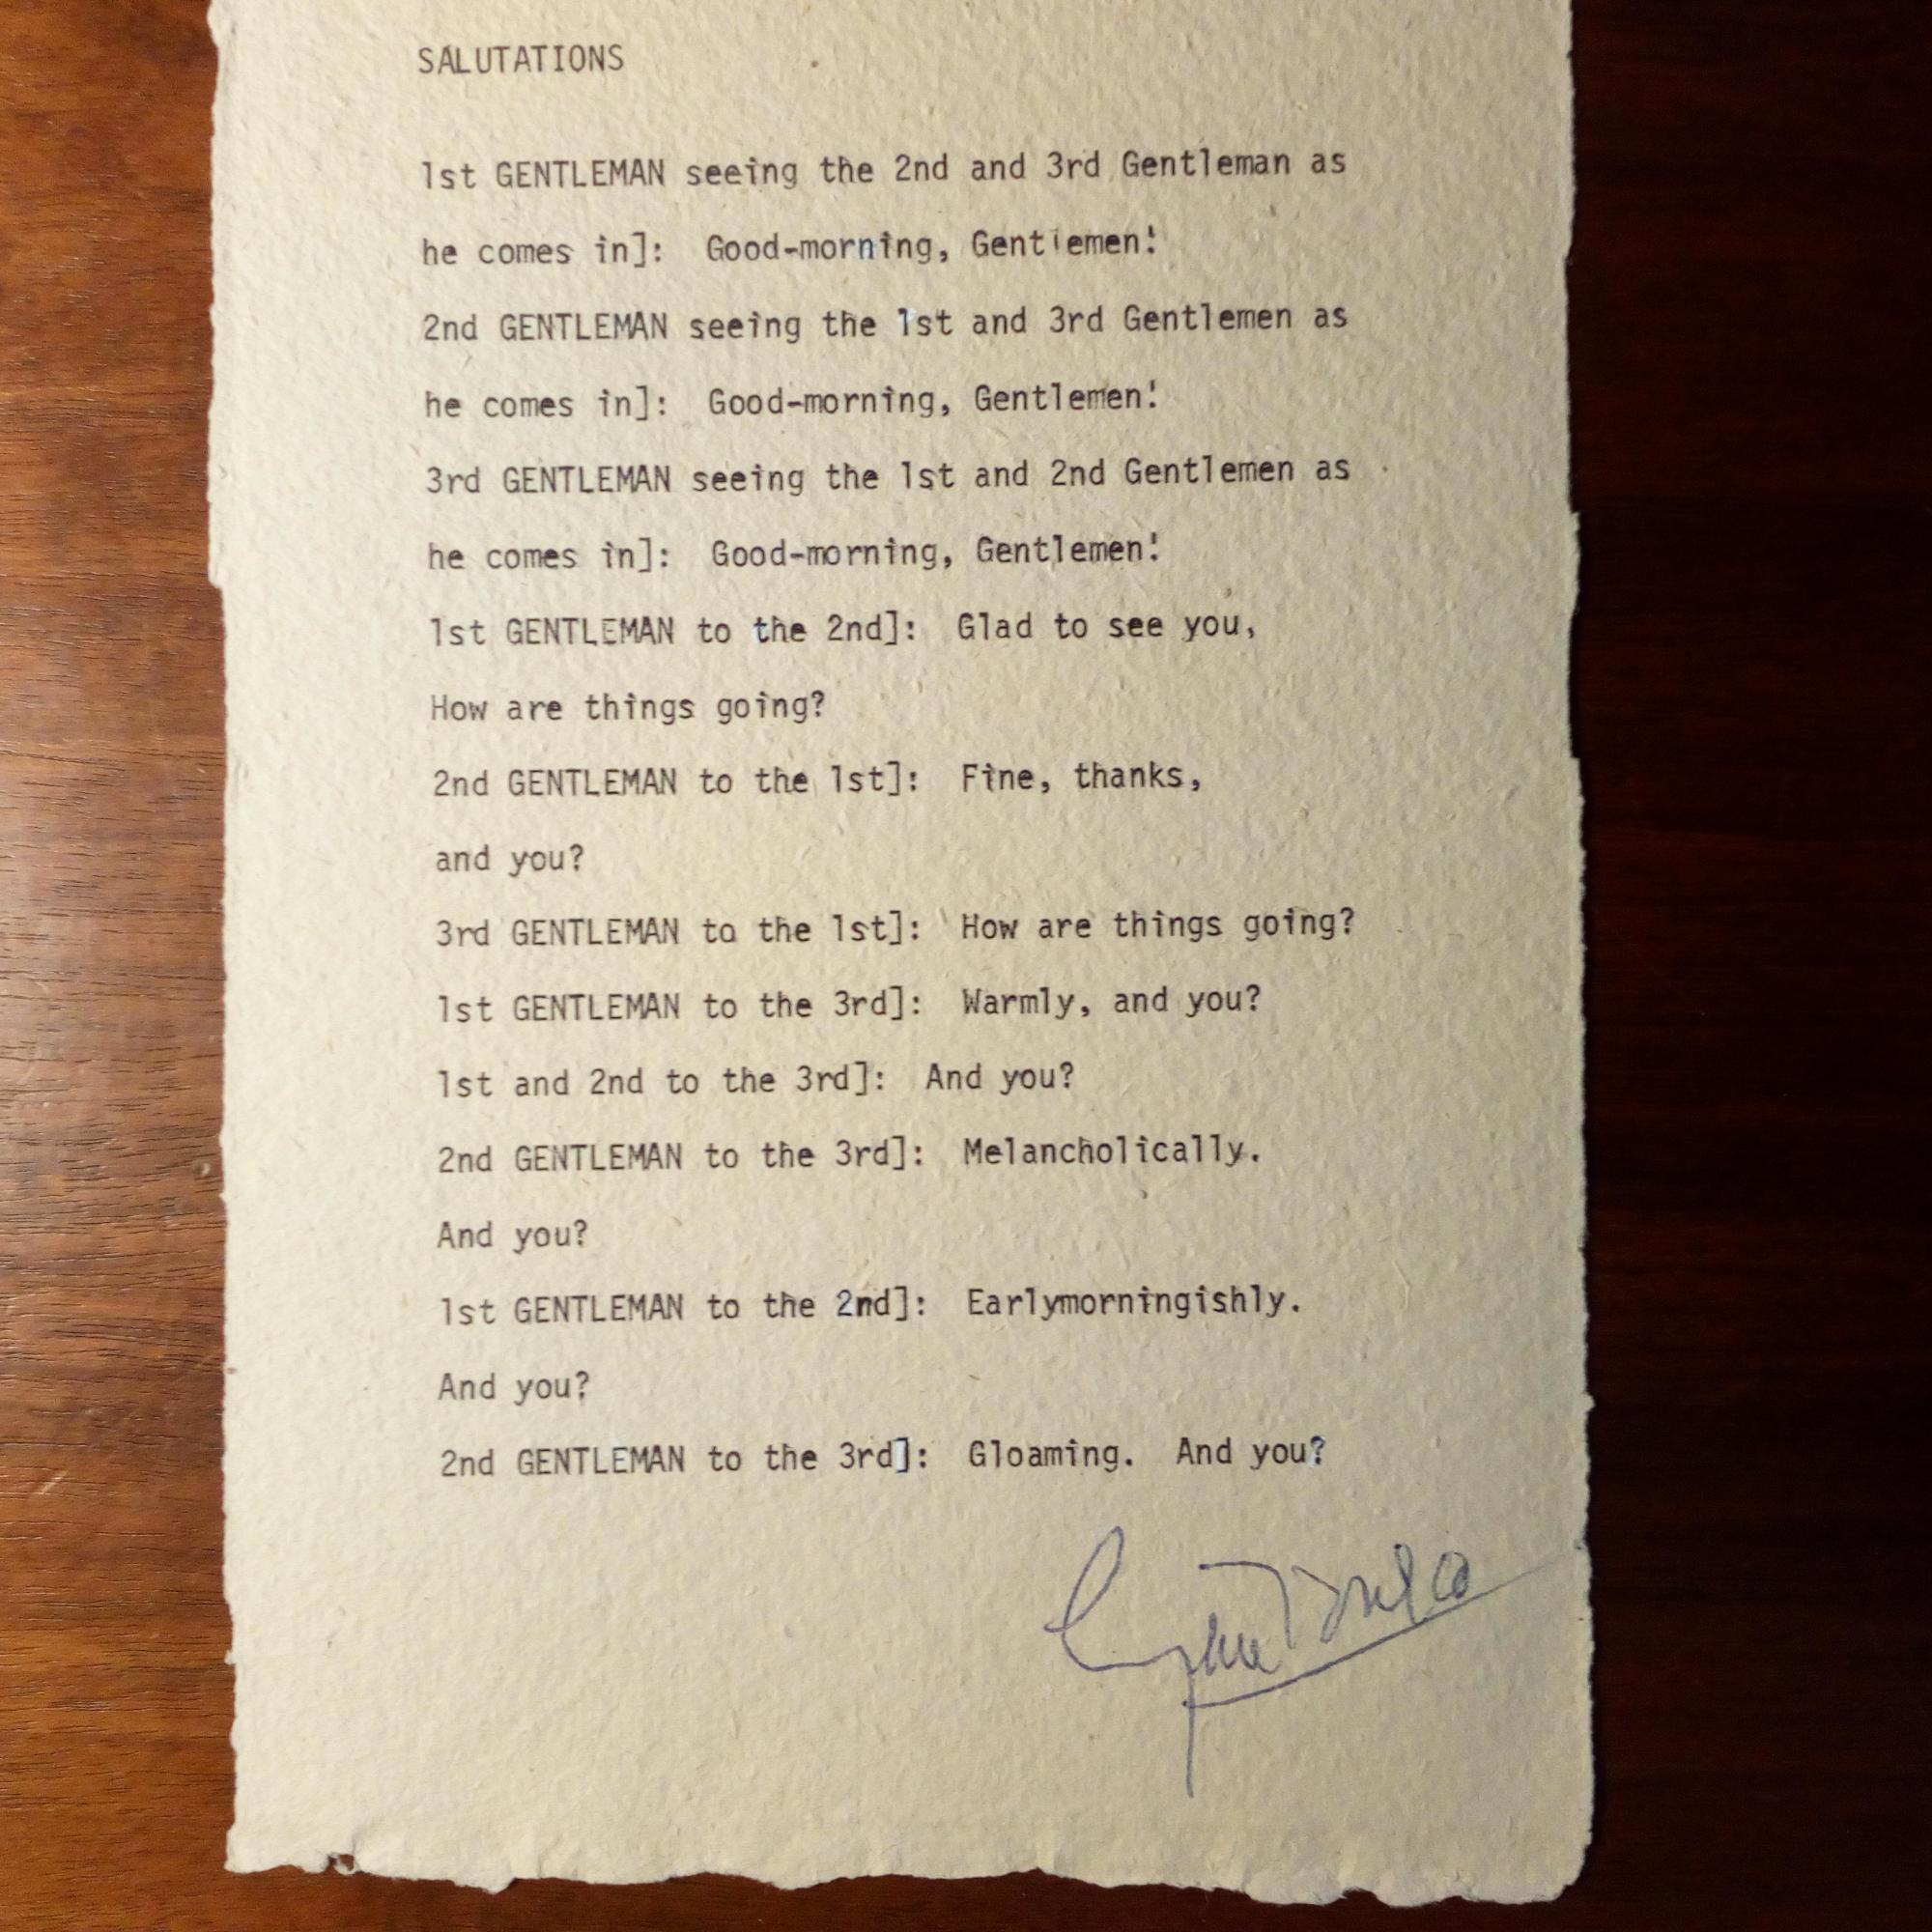 SALUTATIONS
1st GENTLEMAN seeing the 2nd and 3rd Gentleman as
he comes in]: Good-morning, Gentlemen!
2nd GENTLEMAN seeing the 1st and 3rd Gentlemen as
he comes in]: Good-morning, Gentlemen!
3rd GENTLEMAN seeing the 1st and 2nd Gentlemen as
he comes in]: Good-morning, Gentlemen!
1st GENTLEMAN to the 2nd]: Glad to see you,
How are things going?
2nd GENTLEMAN to the 1st]: Fine, thanks,
and you?
3rd GENTLEMAN to the 1st]: How are things going?
1st GENTLEMAN to the 3rd]: Warmly, and you?
1st and 2nd to the 3rd]: And you?
2nd GENTLEMAN to the 3rd]: Melancholically.
And you?
1st GENTLEMAN to the 2nd]: Earlymorningishly.
And you?
2nd GENTLEMAN to the 3rd]: Gloaming. And you?